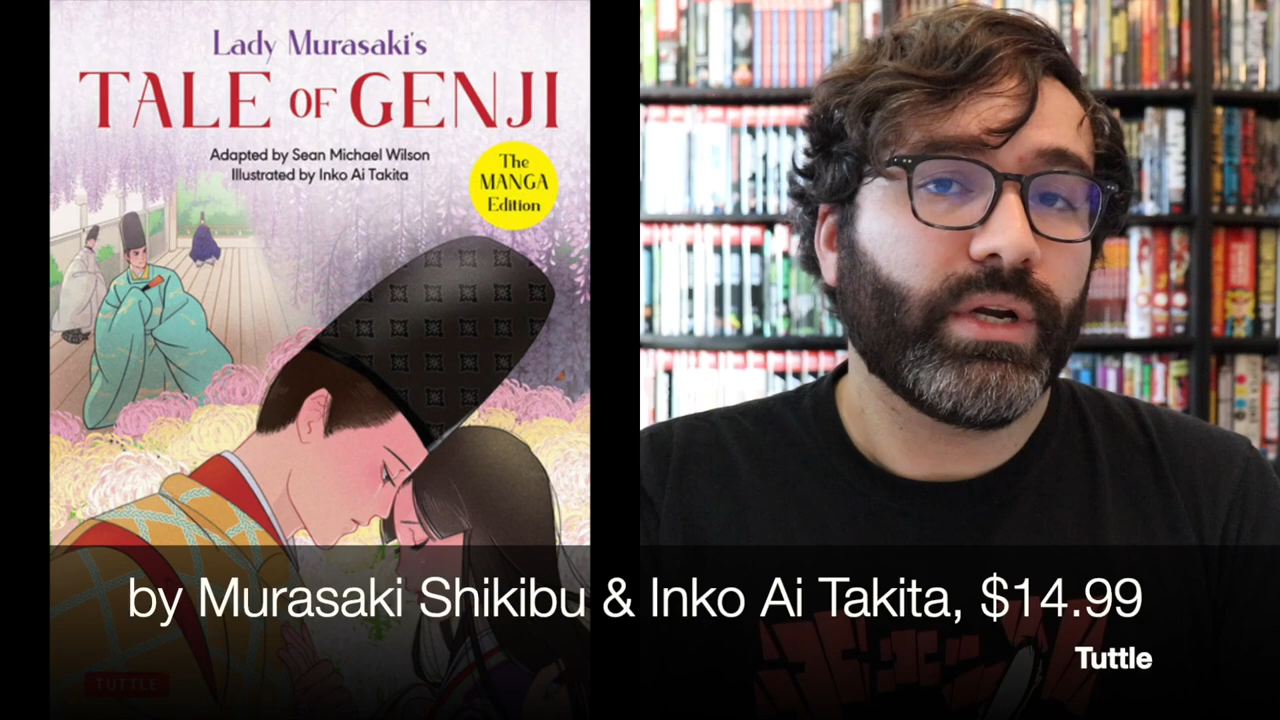 Lady Murasaki's
TALE OF GENJI
Adapted by Sean Michael Wilson
Illustrated by Inko Ai Takita
The
MANGA
Edition
by Murasaki Shikibu & Inko Ai Takita, $14.99
Tuttle
TUTTLE